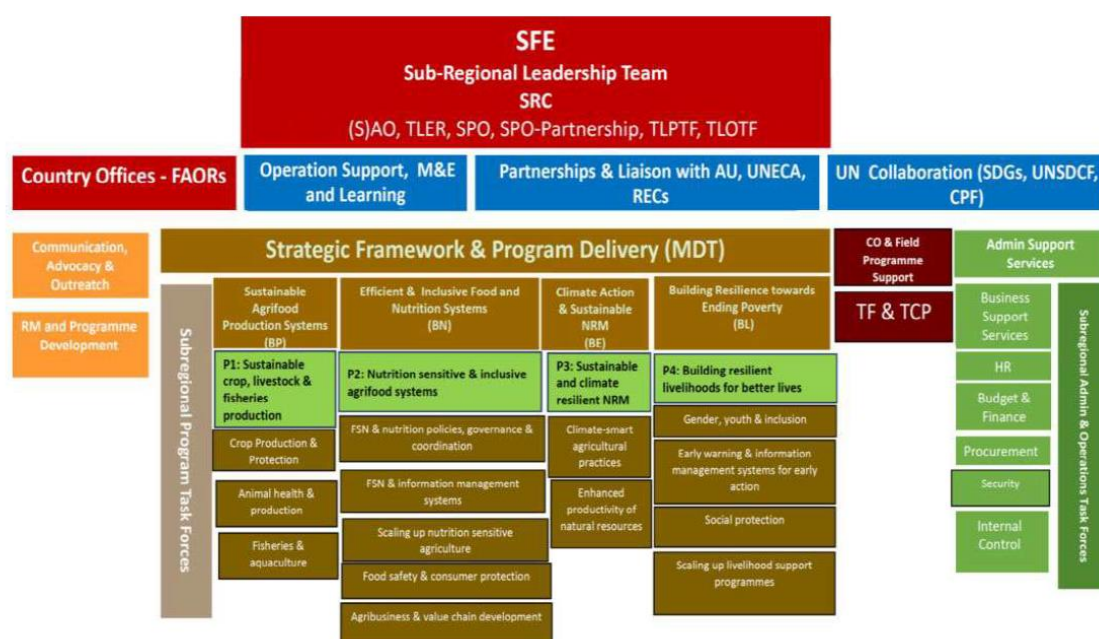 SFE
Sub-Regional Leadership Team
SRC
(S)AO, TLER, SPO, SPO-Partnership, TLPTF, TLOTF
Country Offices - FAORs
Operation Support, M&E
and Learning
Partnerships & Liaison with AU, UNECA,
RECs
UN Collaboration (SDGs, UNSDCF,
CPF)
Communication,
Advocacy &
Outreach
RM and Programme
Development
Strategic Framework & Program Delivery (MDT)
CO & Field
Programme
Support
TF & TCP
Admin Support
Services
Subregional Program Task Forces
Sustainable
Agrifood
Production Systems
(BP)
P1: Sustainable
crop, livestock &
fisheries
production
Crop Production &
Protection
Animal health &
production
Fisheries &
aquaculture
Efficient & Inclusive Food and
Nutrition Systems
(BN)
P2: Nutrition sensitive & inclusive
agrifood systems
FSN & nutrition policies, governance &
coordination
FSN & information management
systems
Scaling up nutrition sensitive
agriculture
Food safety & consumer protection
Agribusiness & value chain development
Climate Action
& Sustainable
NRM
(BE)
P3: Sustainable
and climate
resilient NRM
Climate-smart
agricultural
practices
Enhanced
productivity of
natural resources
Building Resilience towards
Ending Poverty
(BL)
P4: Building resilient
livelihoods for better lives
Gender, youth & inclusion
Early warning & information
management systems for early
action
Social protection
Scaling up livelihood support
programmes
Business
Support
Services
HR
Budget &
Finance
Procurement
Security
Internal
Control
Subregional Admin & Operations Task Forces